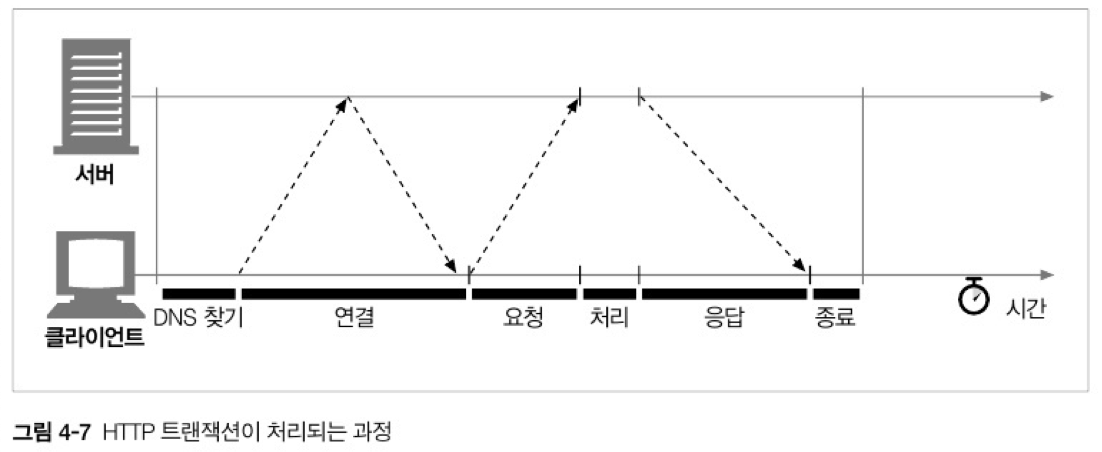 서버
클라이언트
DNS 찾기
연결
요청
처리
응답
종료
시간
그림 4-7 HTTP 트랜잭션이 처리되는 과정